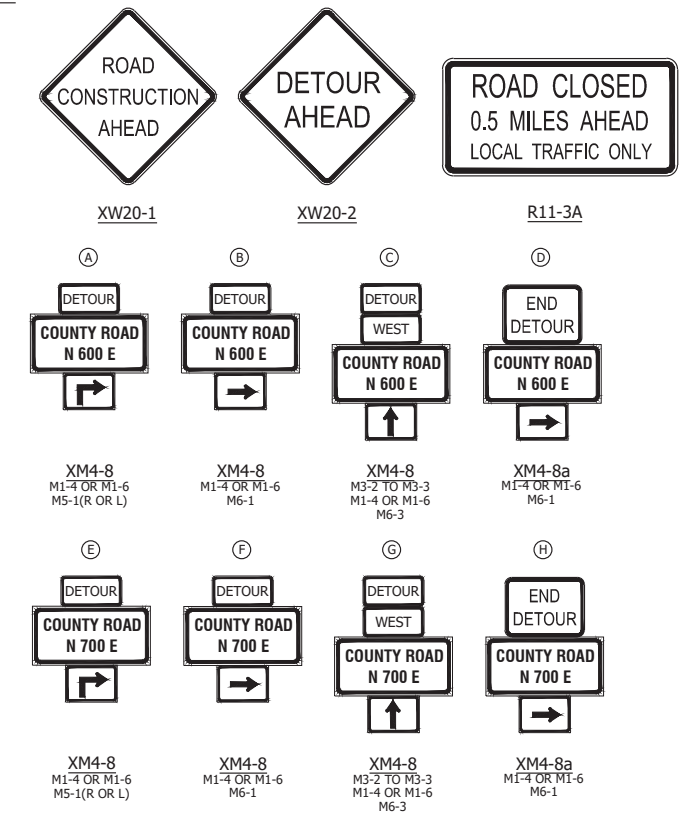 ROAD
CONSTRUCTION
AHEAD
DETOUR
AHEAD
ROAD CLOSED
0.5 MILES AHEAD
LOCAL TRAFFIC ONLY
XW20-1
XW20-2
R11-3A
A
B
C
D
DETOUR
COUNTY ROAD
N 600 E
DETOUR
COUNTY ROAD
N 600 E
DETOUR
WEST
COUNTY ROAD
N 600 E
END
DETOUR
COUNTY ROAD
N 600 E
XM4-8
M1-4 OR M1-6
M5-1(R OR L)
XM4-8
M1-4 OR M1-6
M6-1
XM4-8
M3-2 TO M3-3
M1-4 OR M1-6
M6-3
XM4-8a
M1-4 OR M1-6
M6-1
E
F
G
H
DETOUR
COUNTY ROAD
N 700 E
DETOUR
COUNTY ROAD
N 700 E
DETOUR
WEST
COUNTY ROAD
N 700 E
END
DETOUR
COUNTY ROAD
N 700 E
XM4-8
M1-4 OR M1-6
M5-1(R OR L)
XM4-8
M1-4 OR M1-6
M6-1
XM4-8
M3-2 TO M3-3
M1-4 OR M1-6
M6-3
XM4-8a
M1-4 OR M1-6
M6-1